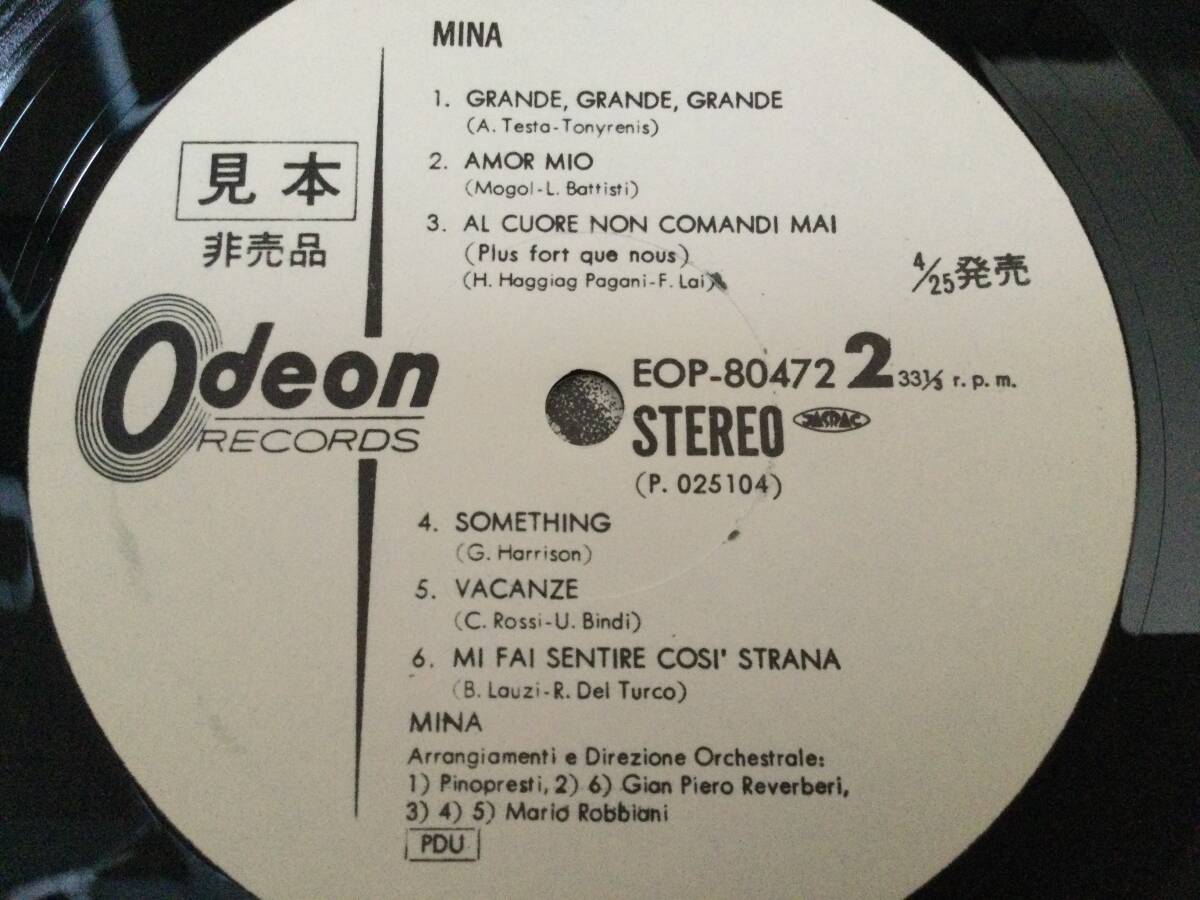 MINA
1. GRANDE, GRANDE, GRANDE
(A. Testa-Tonyrenis)
2. AMOR MIO
(Mogol-L. Battisti)
3. AL CUORE NON COMANDI MAI
(Plus fort que nous)
(H. Haggiag Pagani-F. Lai)
見本
非売品
4/25発売
Odeon
RECORDS
EOP-80472 2 33⅓ r.p.m.
STEREO JASRAC
(P. 025104)
4. SOMETHING
(G. Harrison)
5. VACANZE
(C. Rossi-U. Bindi)
6. MI FAI SENTIRE COSI' STRANA
(B. Lauzi-R. Del Turco)
MINA
Arrangiamenti e Direzione Orchestrale:
1) Pinopresti, 2) 6) Gian Piero Reverberi,
3) 4) 5) Mario Robbiani
PDU